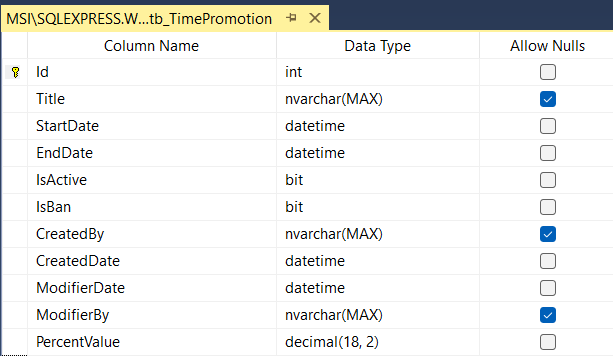 MSI\SQLEXPRESS.W...tb_TimePromotion
Column Name Data Type Allow Nulls
Id int
Title nvarchar(MAX)
StartDate datetime
EndDate datetime
IsActive bit
IsBan bit
CreatedBy nvarchar(MAX)
CreatedDate datetime
ModifierDate datetime
ModifierBy nvarchar(MAX)
PercentValue decimal(18, 2)